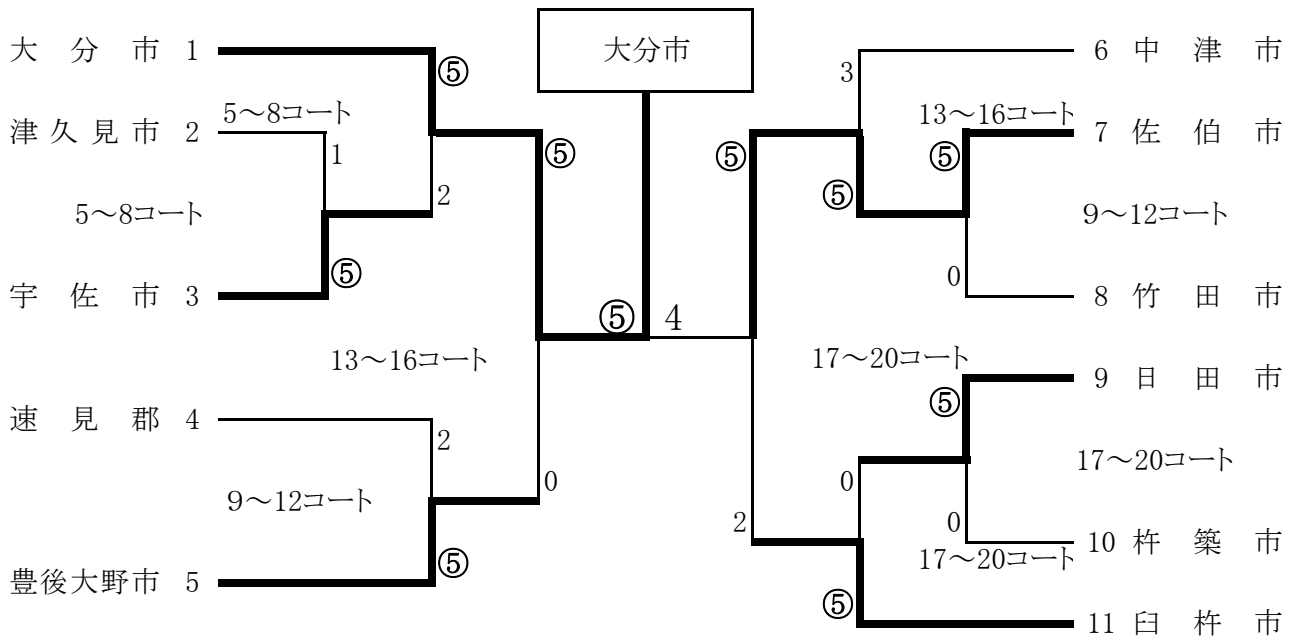 大分市
大分市 1
⑤
5～8コート
津久見市 2
1
⑤
5～8コート
2
⑤
宇佐市 3
⑤ 4
13～16コート
速見郡 4
2
9～12コート
0
⑤
豊後大野市 5
6 中津市
3
13～16コート
7 佐伯市
⑤
⑤
⑤
9～12コート
0
8 竹田市
17～20コート
9 日田市
⑤
17～20コート
0
2
0
10 杵築市
17～20コート
⑤
11 臼杵市